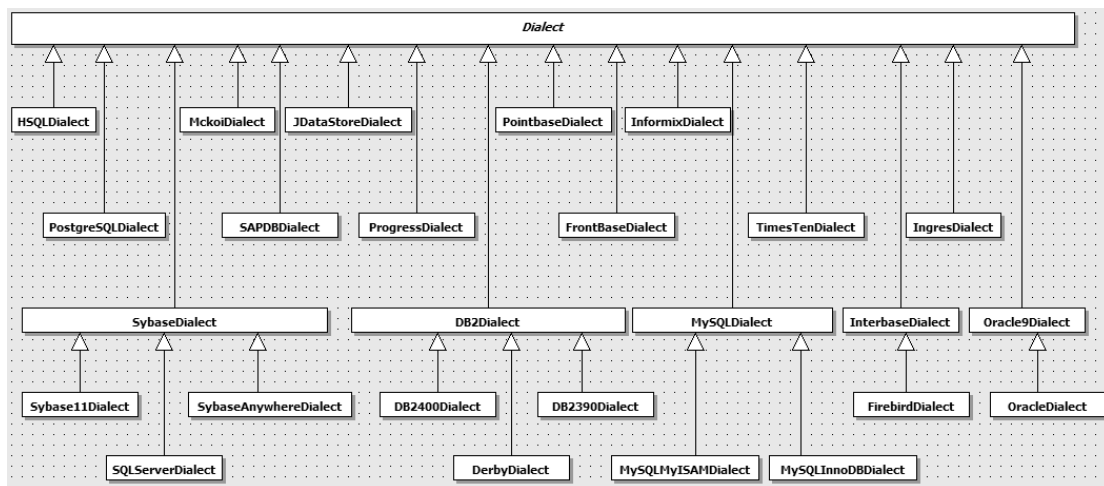 Dialect
HSQLDialect
MckoiDialect
JDataStoreDialect
PointbaseDialect
InformixDialect
PostgreSQLDialect
SAPDBDialect
ProgressDialect
FrontBaseDialect
TimesTenDialect
IngresDialect
SybaseDialect
DB2Dialect
MySQLDialect
InterbaseDialect
Oracle9Dialect
Sybase11Dialect
SybaseAnywhereDialect
DB2400Dialect
DB2390Dialect
FirebirdDialect
OracleDialect
SQLServerDialect
DerbyDialect
MySQLMyISAMDialect
MySQLInnoDBDialect